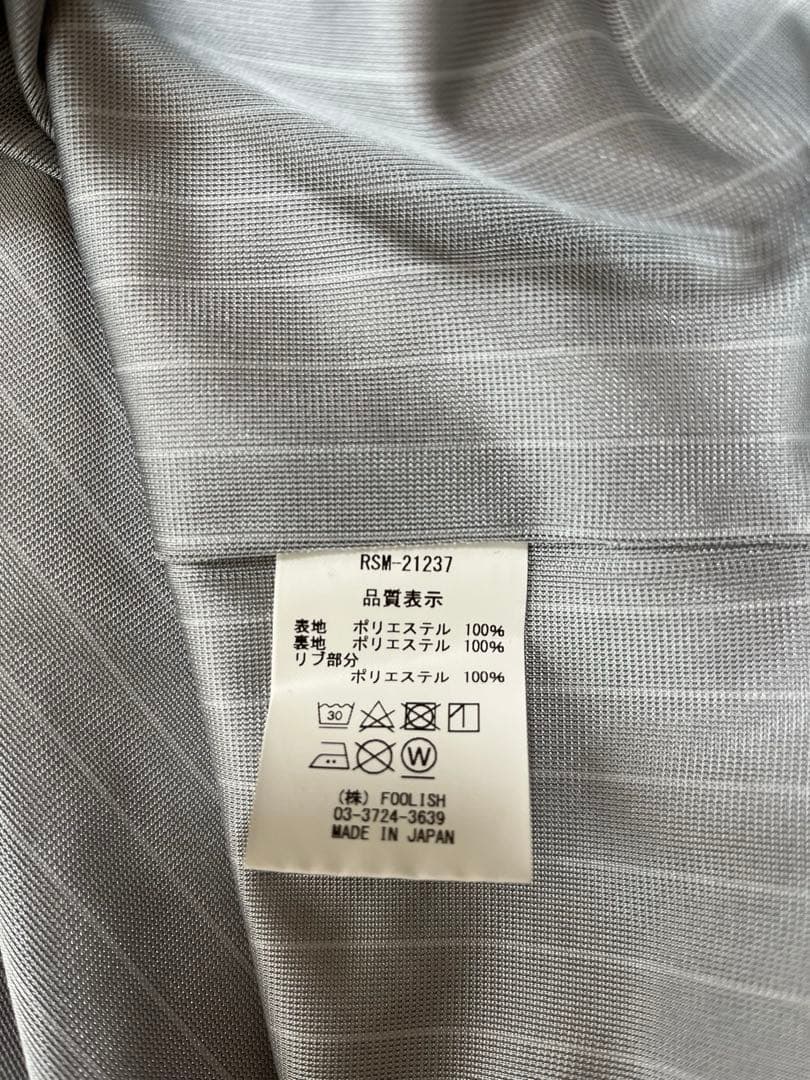 RSM-21237
品質表示
表地 ポリエステル 100%
裏地 ポリエステル 100%
リブ部分
ポリエステル 100%
30
W
(株) FOOLISH
03-3724-3639
MADE IN JAPAN